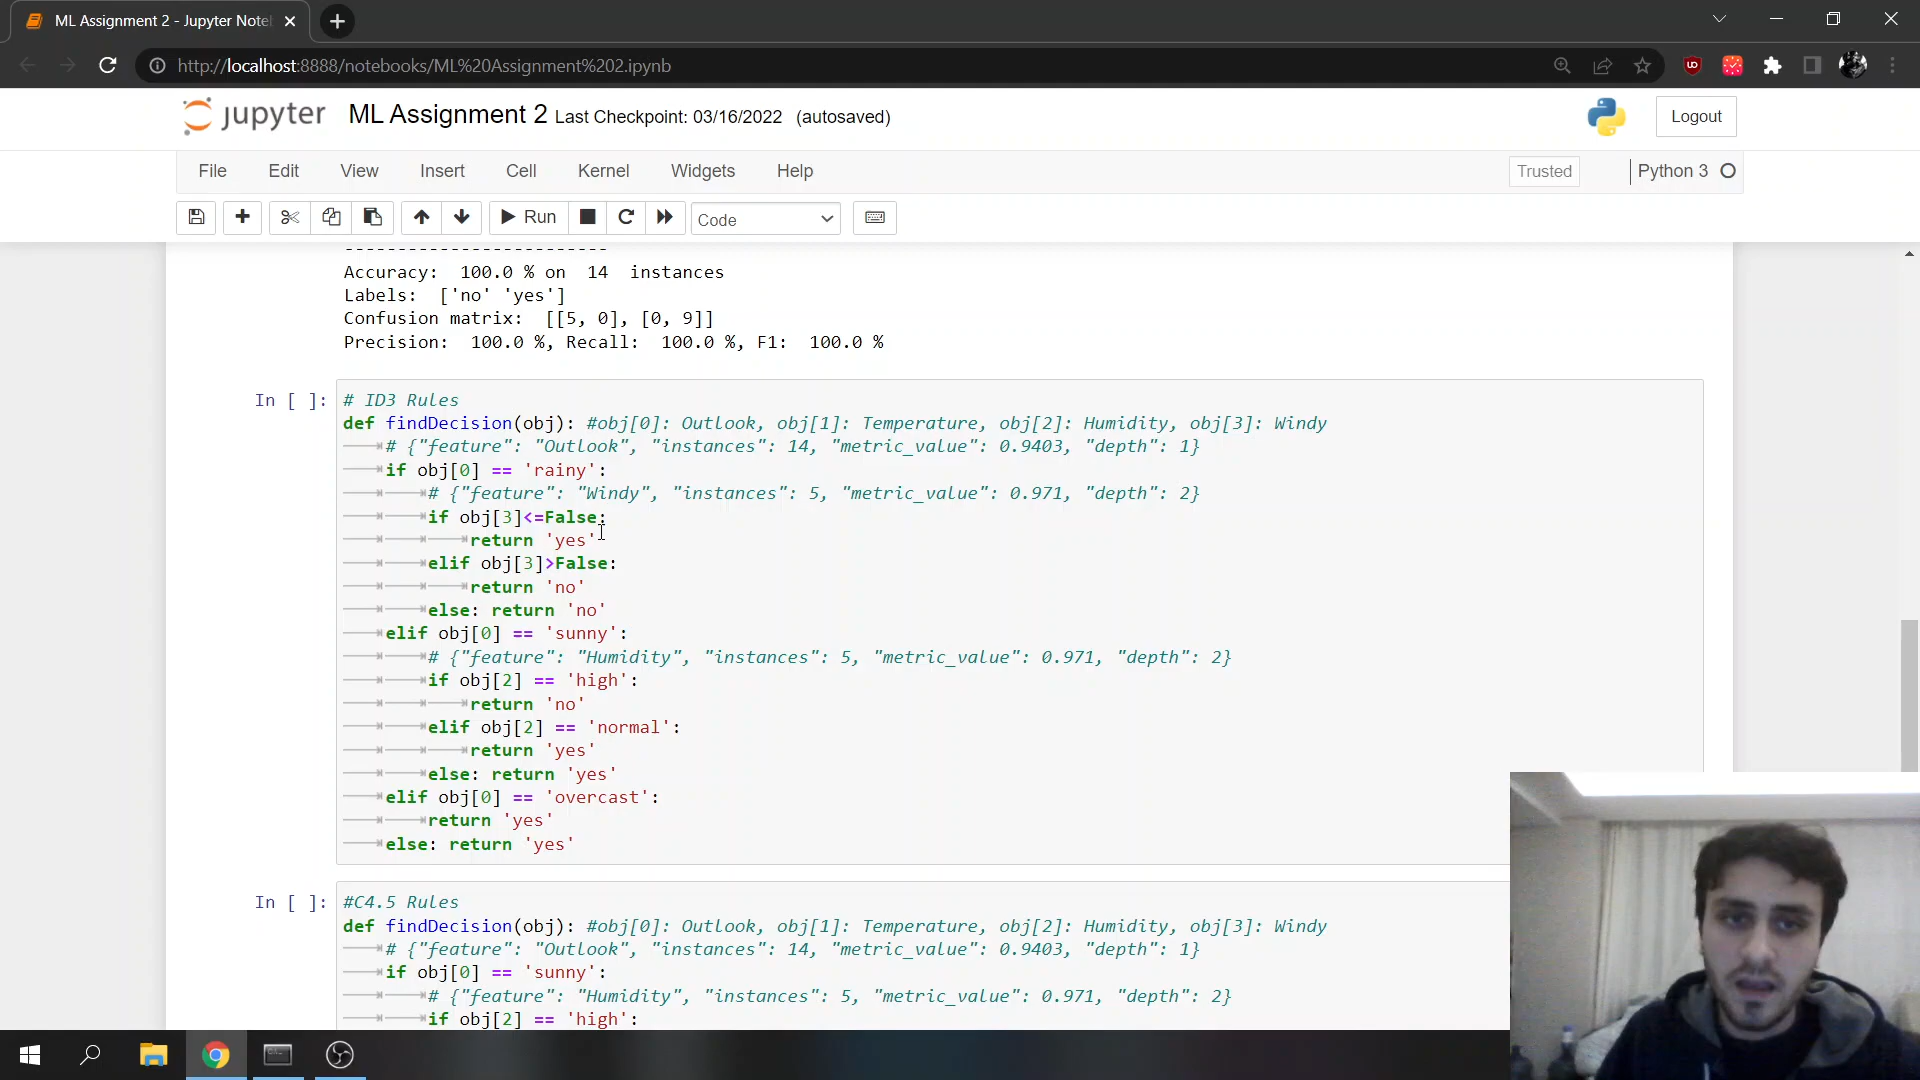 ML Assignment 2 - Jupyter Note
http://localhost:8888/notebooks/ML%20Assignment%202.ipynb
jupyter ML Assignment 2 Last Checkpoint: 03/16/2022 (autosaved)
Logout
File Edit View Insert Cell Kernel Widgets Help
Trusted Python 3
Run Code
-------------------------
Accuracy:  100.0 % on  14  instances
Labels:  ['no' 'yes']
Confusion matrix:  [[5, 0], [0, 9]]
Precision:  100.0 %, Recall:  100.0 %, F1:  100.0 %
In [ ]: # ID3 Rules
def findDecision(obj): #obj[0]: Outlook, obj[1]: Temperature, obj[2]: Humidity, obj[3]: Windy
# {"feature": "Outlook", "instances": 14, "metric_value": 0.9403, "depth": 1}
if obj[0] == 'rainy':
# {"feature": "Windy", "instances": 5, "metric_value": 0.971, "depth": 2}
if obj[3]<=False:
return 'yes'
elif obj[3]>False:
return 'no'
else: return 'no'
elif obj[0] == 'sunny':
# {"feature": "Humidity", "instances": 5, "metric_value": 0.971, "depth": 2}
if obj[2] == 'high':
return 'no'
elif obj[2] == 'normal':
return 'yes'
else: return 'yes'
elif obj[0] == 'overcast':
return 'yes'
else: return 'yes'
In [ ]: #C4.5 Rules
def findDecision(obj): #obj[0]: Outlook, obj[1]: Temperature, obj[2]: Humidity, obj[3]: Windy
# {"feature": "Outlook", "instances": 14, "metric_value": 0.9403, "depth": 1}
if obj[0] == 'sunny':
# {"feature": "Humidity", "instances": 5, "metric_value": 0.971, "depth": 2}
if obj[2] == 'high':